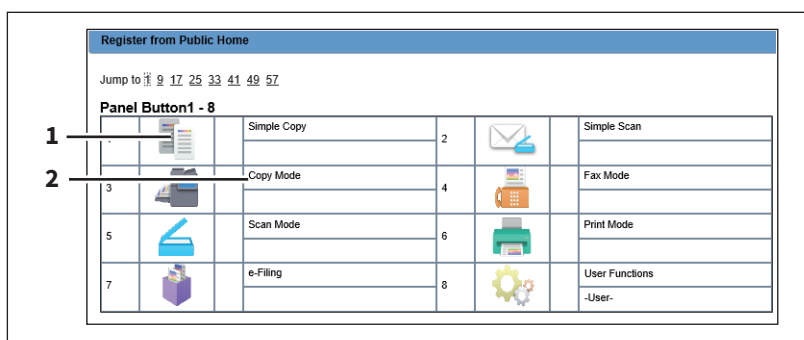 Register from Public Home
Jump to 1 9 17 25 33 41 49 57
Panel Button1 - 8
1
Simple Copy
2
Simple Scan
2
3
Copy Mode
4
Fax Mode
5
Scan Mode
6
Print Mode
7
e-Filing
8
User Functions
-User-